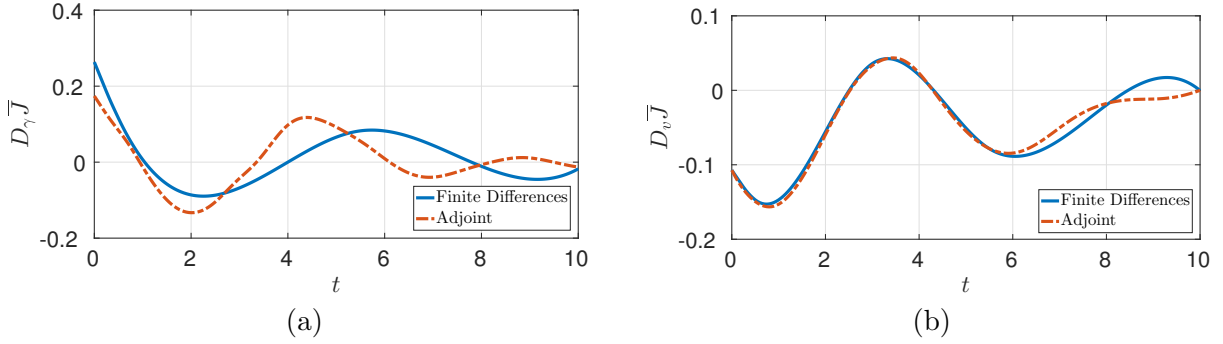 0.4
0.2
0
-0.2
D_γ J̅
0 2 4 6 8 10
t
Finite Differences
Adjoint
(a)
0.1
0
-0.1
-0.2
D_v J̅
0 2 4 6 8 10
t
Finite Differences
Adjoint
(b)